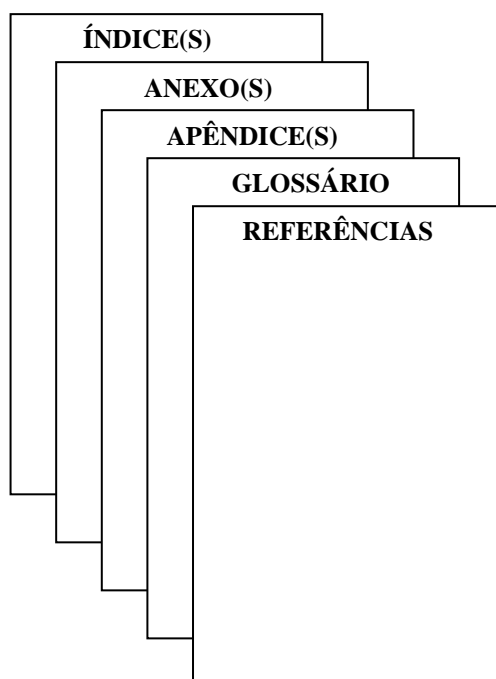 ÍNDICE(S)
ANEXO(S)
APÊNDICE(S)
GLOSSÁRIO
REFERÊNCIAS